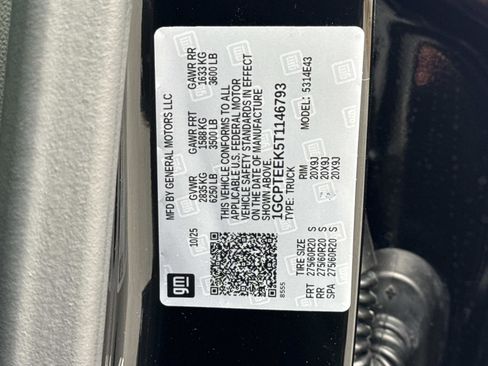 MFD BY GENERAL MOTORS LLC
10/25
GVWR GAWR FRT GAWR RR
2835 KG 1588 KG 1633 KG
6250 LB 3500 LB 3600 LB
THIS VEHICLE CONFORMS TO ALL
APPLICABLE U.S. FEDERAL MOTOR
VEHICLE SAFETY STANDARDS IN EFFECT
ON THE DATE OF MANUFACTURE
SHOWN ABOVE.
1GCPTEEK5T1146793
TYPE: TRUCK MODEL: 5314E43
gm
8555
TIRE SIZE RIM
FRT 275/60R20 S 20X9J
RR 275/60R20 S 20X9J
SPA 275/60R20 S 20X9J